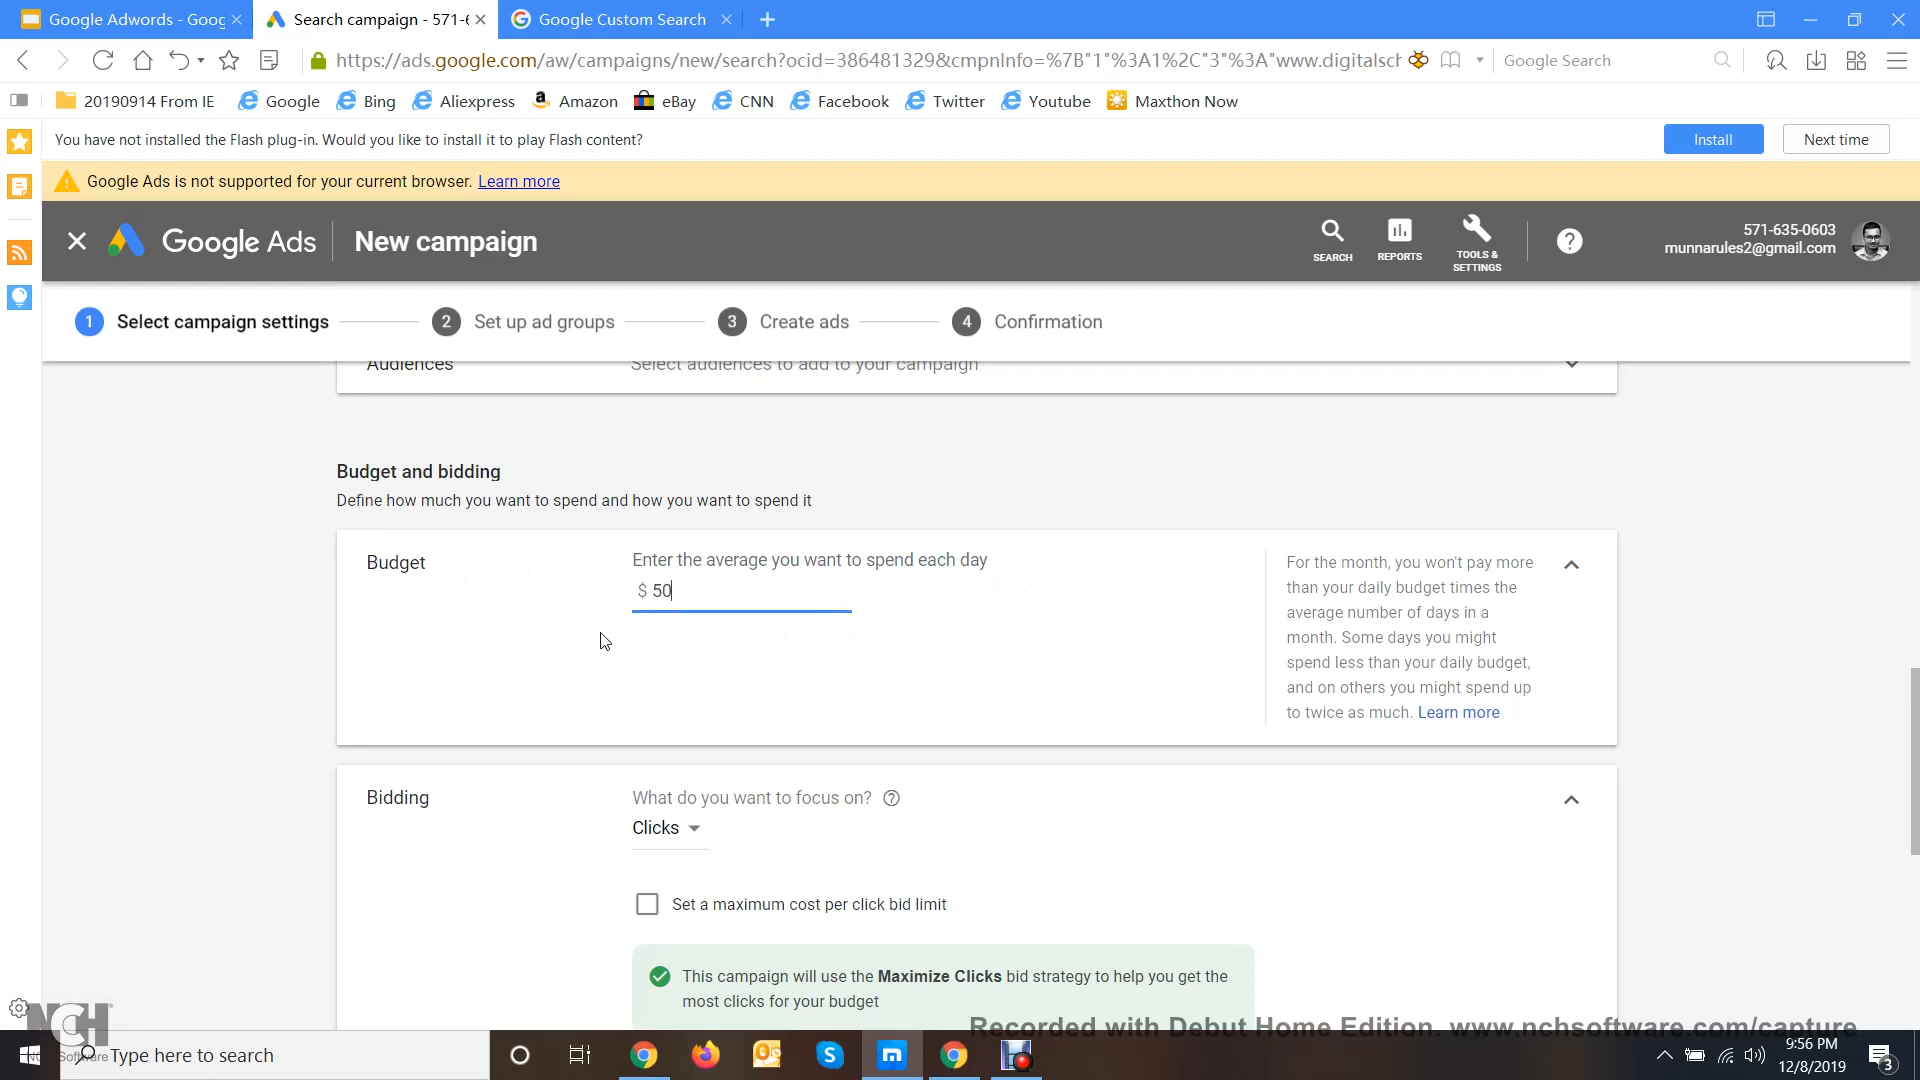 Google Adwords - Goog
Search campaign - 571-6
Google Custom Search
https://ads.google.com/aw/campaigns/new/search?ocid=386481329&cmpnInfo=%7B"1"%3A1%2C"3"%3A"www.digitalsch
Google Search
20190914 From IE
Google
Bing
Aliexpress
Amazon
eBay
CNN
Facebook
Twitter
Youtube
Maxthon Now
You have not installed the Flash plug-in. Would you like to install it to play Flash content?
Install
Next time
Google Ads is not supported for your current browser. Learn more
Google Ads
New campaign
SEARCH
REPORTS
TOOLS &
SETTINGS
571-635-0603
munnarules2@gmail.com
1 Select campaign settings
2 Set up ad groups
3 Create ads
4 Confirmation
Audiences
Select audiences to add to your campaign
Budget and bidding
Define how much you want to spend and how you want to spend it
Budget
Enter the average you want to spend each day
$ 50
For the month, you won't pay more
than your daily budget times the
average number of days in a
month. Some days you might
spend less than your daily budget,
and on others you might spend up
to twice as much. Learn more
Bidding
What do you want to focus on?
Clicks
Set a maximum cost per click bid limit
This campaign will use the Maximize Clicks bid strategy to help you get the
most clicks for your budget
NCH
Software
Recorded with Debut Home Edition. www.nchsoftware.com/capture
Type here to search
9:56 PM
12/8/2019
3